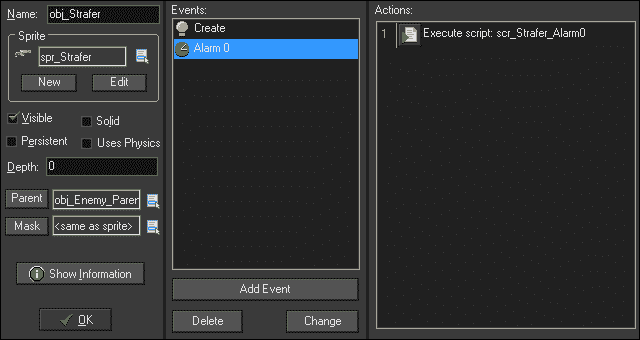 Name: obj_Strafer
Sprite
spr_Strafer
New Edit
Visible Solid
Persistent Uses Physics
Depth: 0
Parent obj_Enemy_Paren
Mask <same as sprite>
Show Information
OK
Events:
Create
Alarm 0
Add Event
Delete Change
Actions:
1 Execute script: scr_Strafer_Alarm0